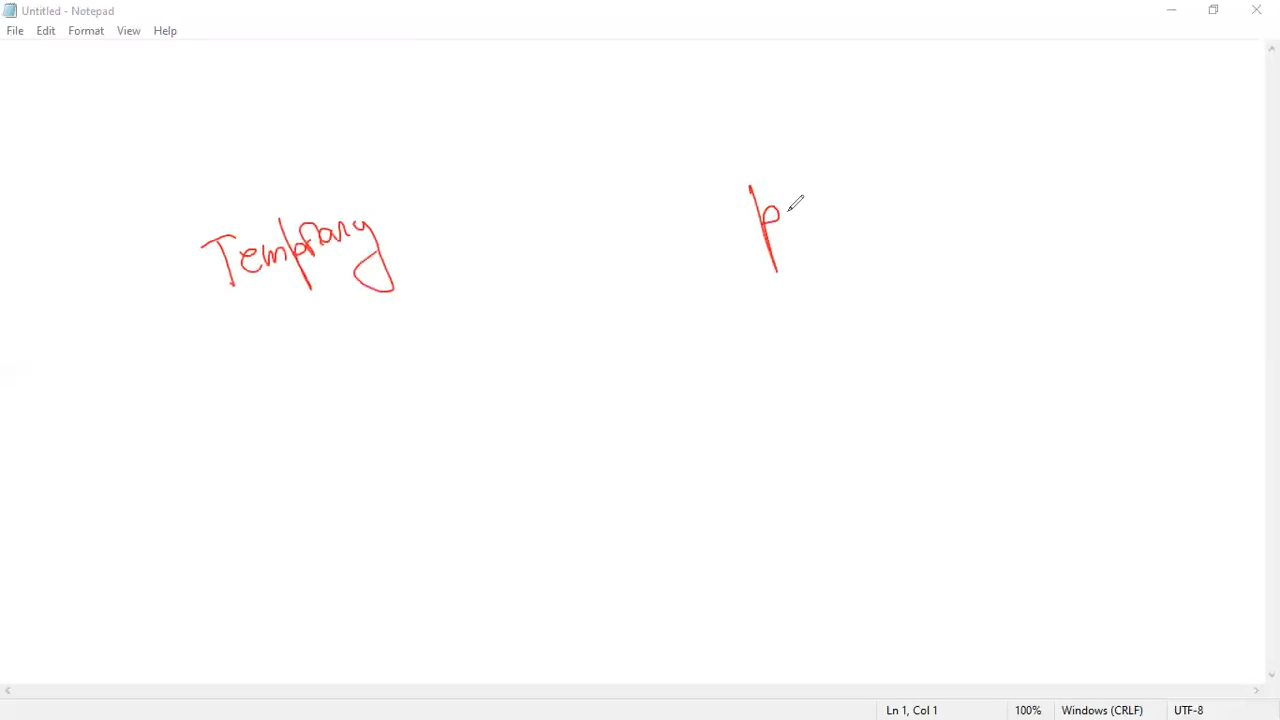 Untitled - Notepad
File Edit Format View Help
Temporary
p
Ln 1, Col 1 100% Windows (CRLF) UTF-8